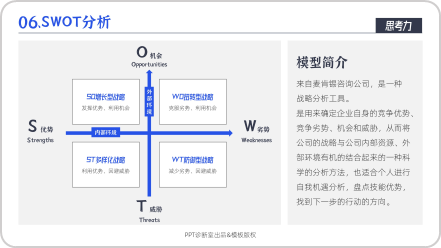 06.SWOT分析
思考力
O 机会
Opportunities
SO增长型战略
发挥优势、利用机会
外部环境
WO扭转型战略
克服劣势、利用机会
S 优势
Strengths
内部环境
W 劣势
Weaknesses
ST多样化战略
利用优势、回避威胁
WT防御型战略
减少劣势、回避威胁
T 威胁
Threats
模型简介
来自麦肯锡咨询公司，是一种
战略分析工具。
是用来确定企业自身的竞争优势、
竞争劣势、机会和威胁，从而将
公司的战略与公司内部资源、外
部环境有机的结合起来的一种科
学的分析方法，也适合个人进行
自我机遇分析，盘点技能优势，
找到下一步的行动的方向。
PPT诊断室出品&模板版权